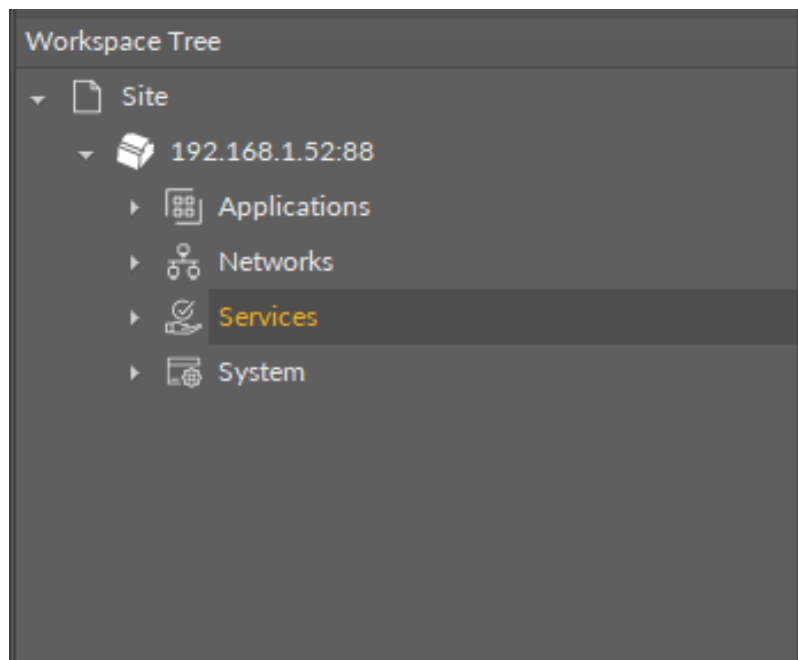 Workspace Tree
Site
192.168.1.52:88
Applications
Networks
Services
System